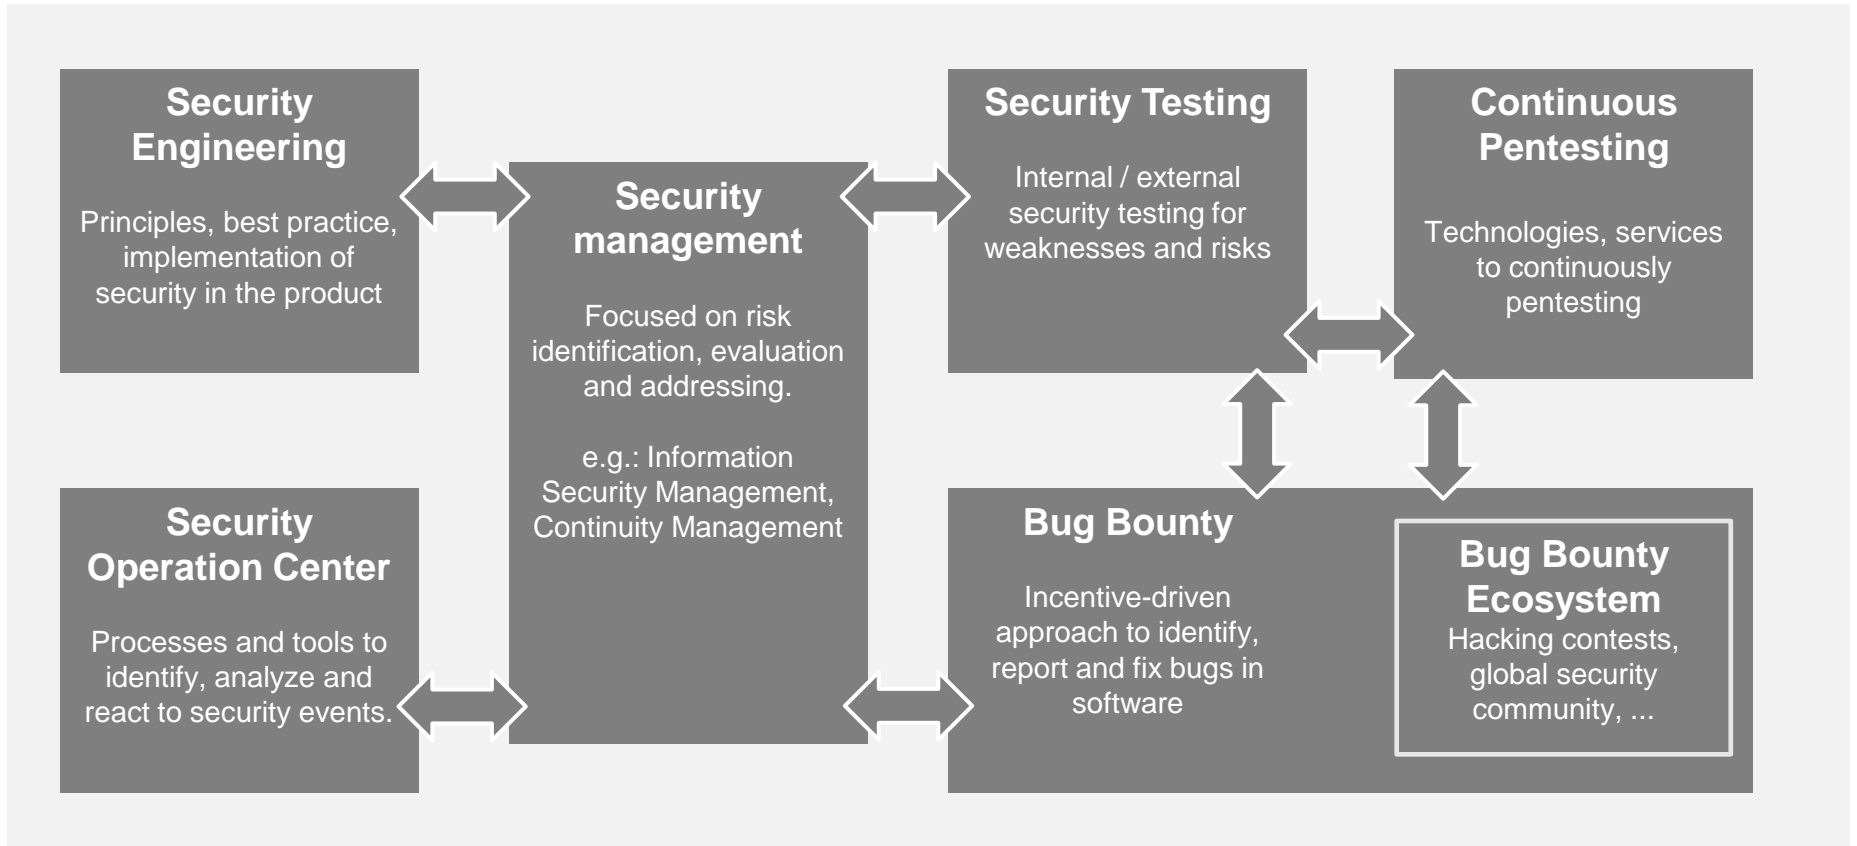 Security
Engineering
Principles, best practice,
implementation of
security in the product
Security
Operation Center
Processes and tools to
identify, analyze and
react to security events.
Security
management
Focused on risk
identification, evaluation
and addressing.
e.g.: Information
Security Management,
Continuity Management
Security Testing
Internal / external
security testing for
weaknesses and risks
Continuous
Pentesting
Technologies, services
to continuously
pentesting
Bug Bounty
Incentive-driven
approach to identify,
report and fix bugs in
software
Bug Bounty
Ecosystem
Hacking contests,
global security
community, ...